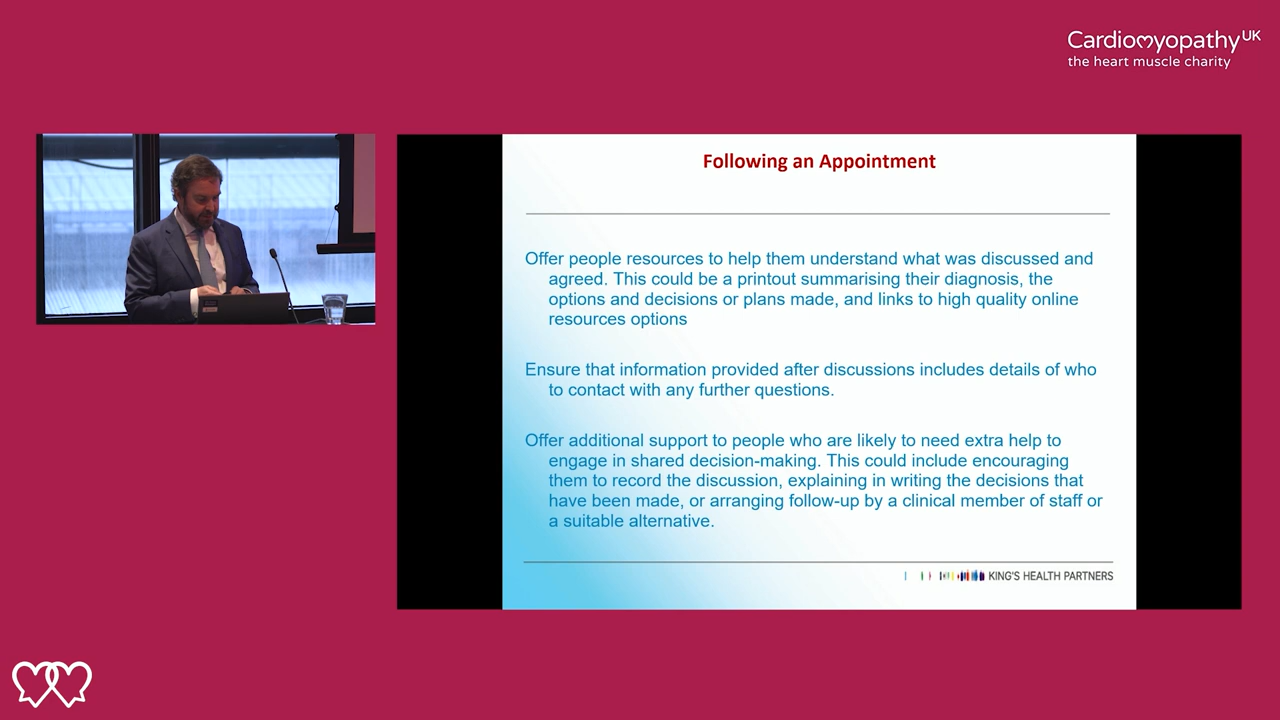 Cardiomyopathy UK
the heart muscle charity
Following an Appointment
Offer people resources to help them understand what was discussed and
agreed. This could be a printout summarising their diagnosis, the
options and decisions or plans made, and links to high quality online
resources options
Ensure that information provided after discussions includes details of who
to contact with any further questions.
Offer additional support to people who are likely to need extra help to
engage in shared decision-making. This could include encouraging
them to record the discussion, explaining in writing the decisions that
have been made, or arranging follow-up by a clinical member of staff or
a suitable alternative.
KING'S HEALTH PARTNERS